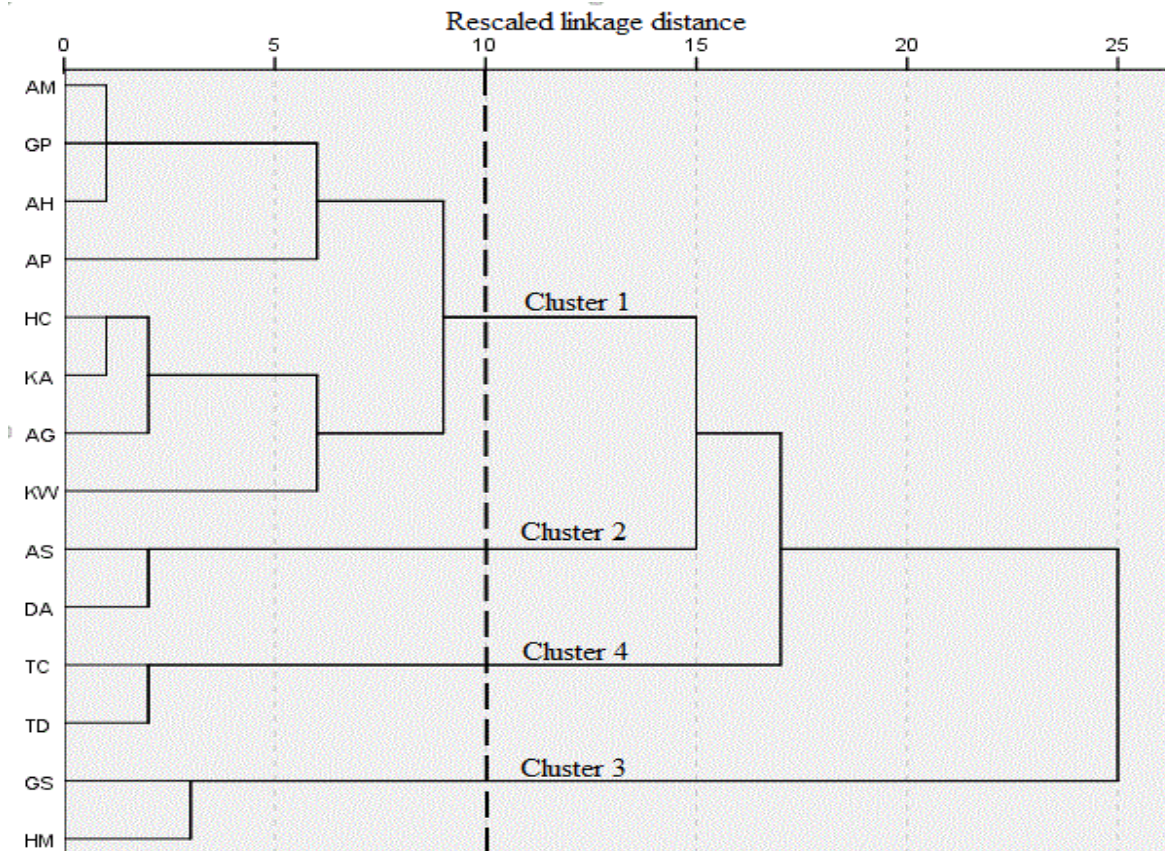 Rescaled linkage distance
0 5 10 15 20 25
AM
GP
AH
AP
HC
Cluster 1
KA
AG
KW
AS
Cluster 2
DA
TC
Cluster 4
TD
GS
Cluster 3
HM